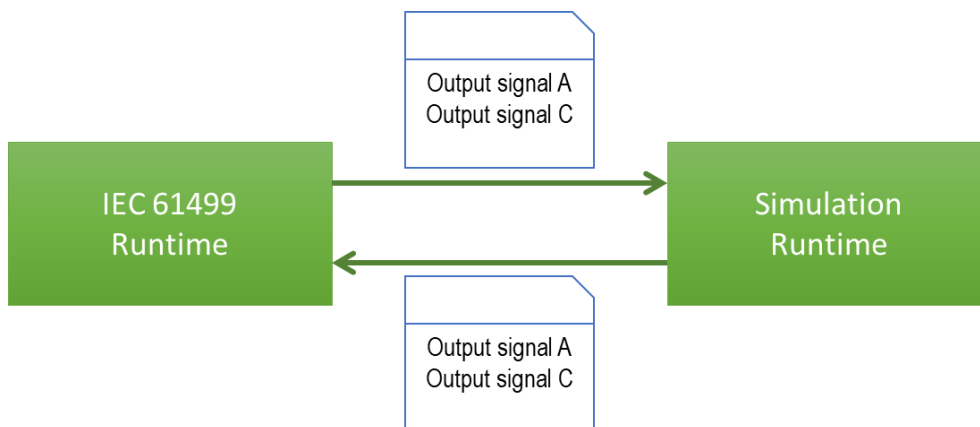 Output signal A
Output signal C
IEC 61499
Runtime
Simulation
Runtime
Output signal A
Output signal C